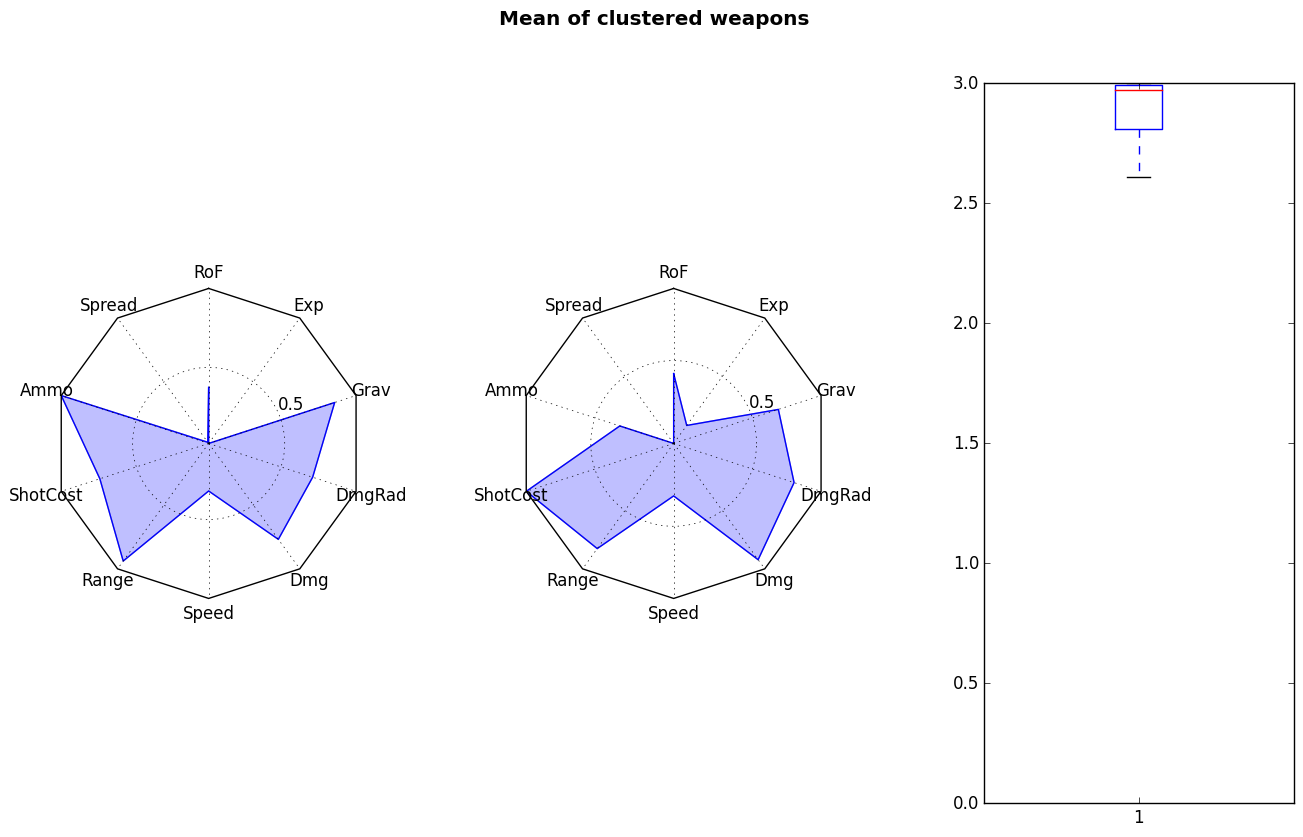 Mean of clustered weapons
RoF
Exp
Spread
Grav
Ammo
0.5
DmgRad
ShotCost
Range
Dmg
Speed
RoF
Exp
Spread
Grav
Ammo
0.5
DmgRad
ShotCost
Range
Dmg
Speed
3.0
2.5
2.0
1.5
1.0
0.5
0.0
1